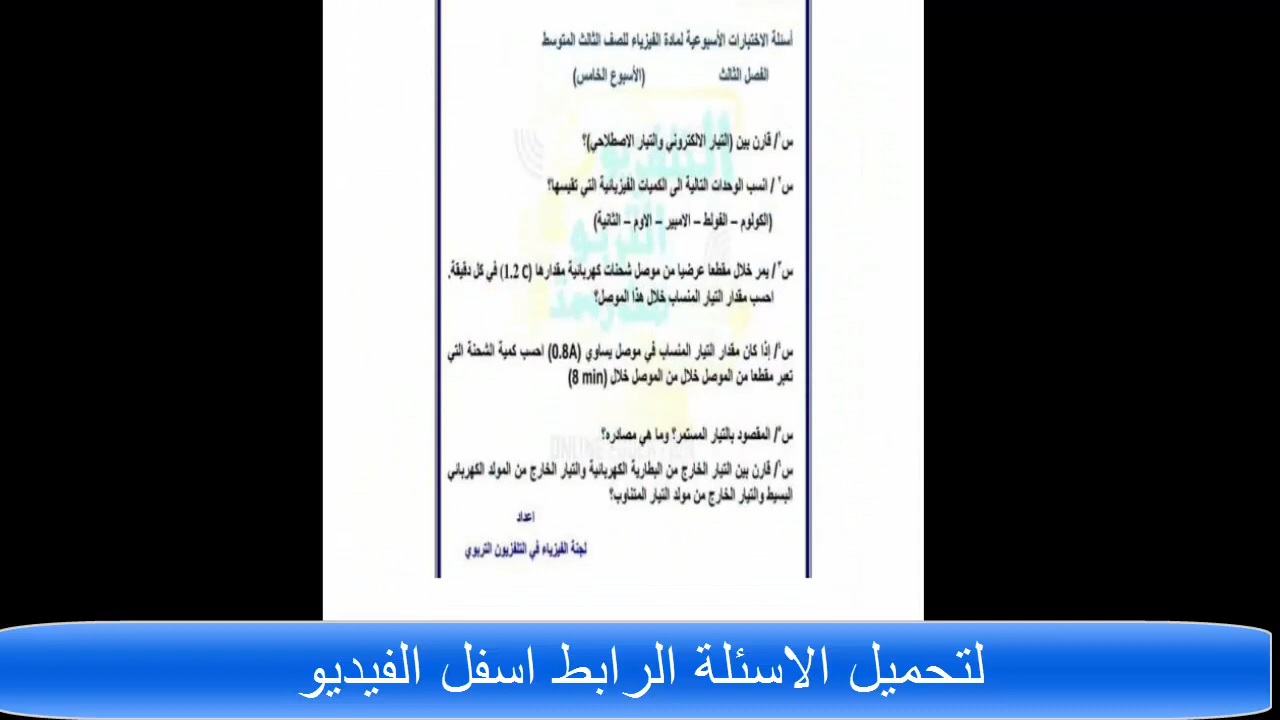 أسئلة الاختبارات الأسبوعية لمادة الفيزياء للصف الثالث المتوسط
الفصل الثالث (الأسبوع الخامس)
س١/ قارن بين (التيار الالكتروني والتيار الاصطلاحي)؟
س٢/ انسب الوحدات التالية الى الكميات الفيزيائية التي تقيسها؟
(الكولوم – الفولط – الامبير – الاوم – الثانية)
س٣/ يمر خلال مقطعا عرضيا من موصل شحنات كهربائية مقدارها (1.2 C) في كل دقيقة.
احسب مقدار التيار المنساب خلال هذا الموصل؟
س٤/ إذا كان مقدار التيار المنساب في موصل يساوي (0.8A) احسب كمية الشحنة التي
تعبر مقطعا من الموصل خلال من الموصل خلال (8 min)
س٥/ المقصود بالتيار المستمر؟ وما هي مصادره؟
س٦/ قارن بين التيار الخارج من البطارية الكهربائية والتيار الخارج من المولد الكهربائي
البسيط والتيار الخارج من مولد التيار المتناوب؟
اعداد
لجنة الفيزياء في التلفزيون التربوي
لتحميل الاسئلة الرابط اسفل الفيديو